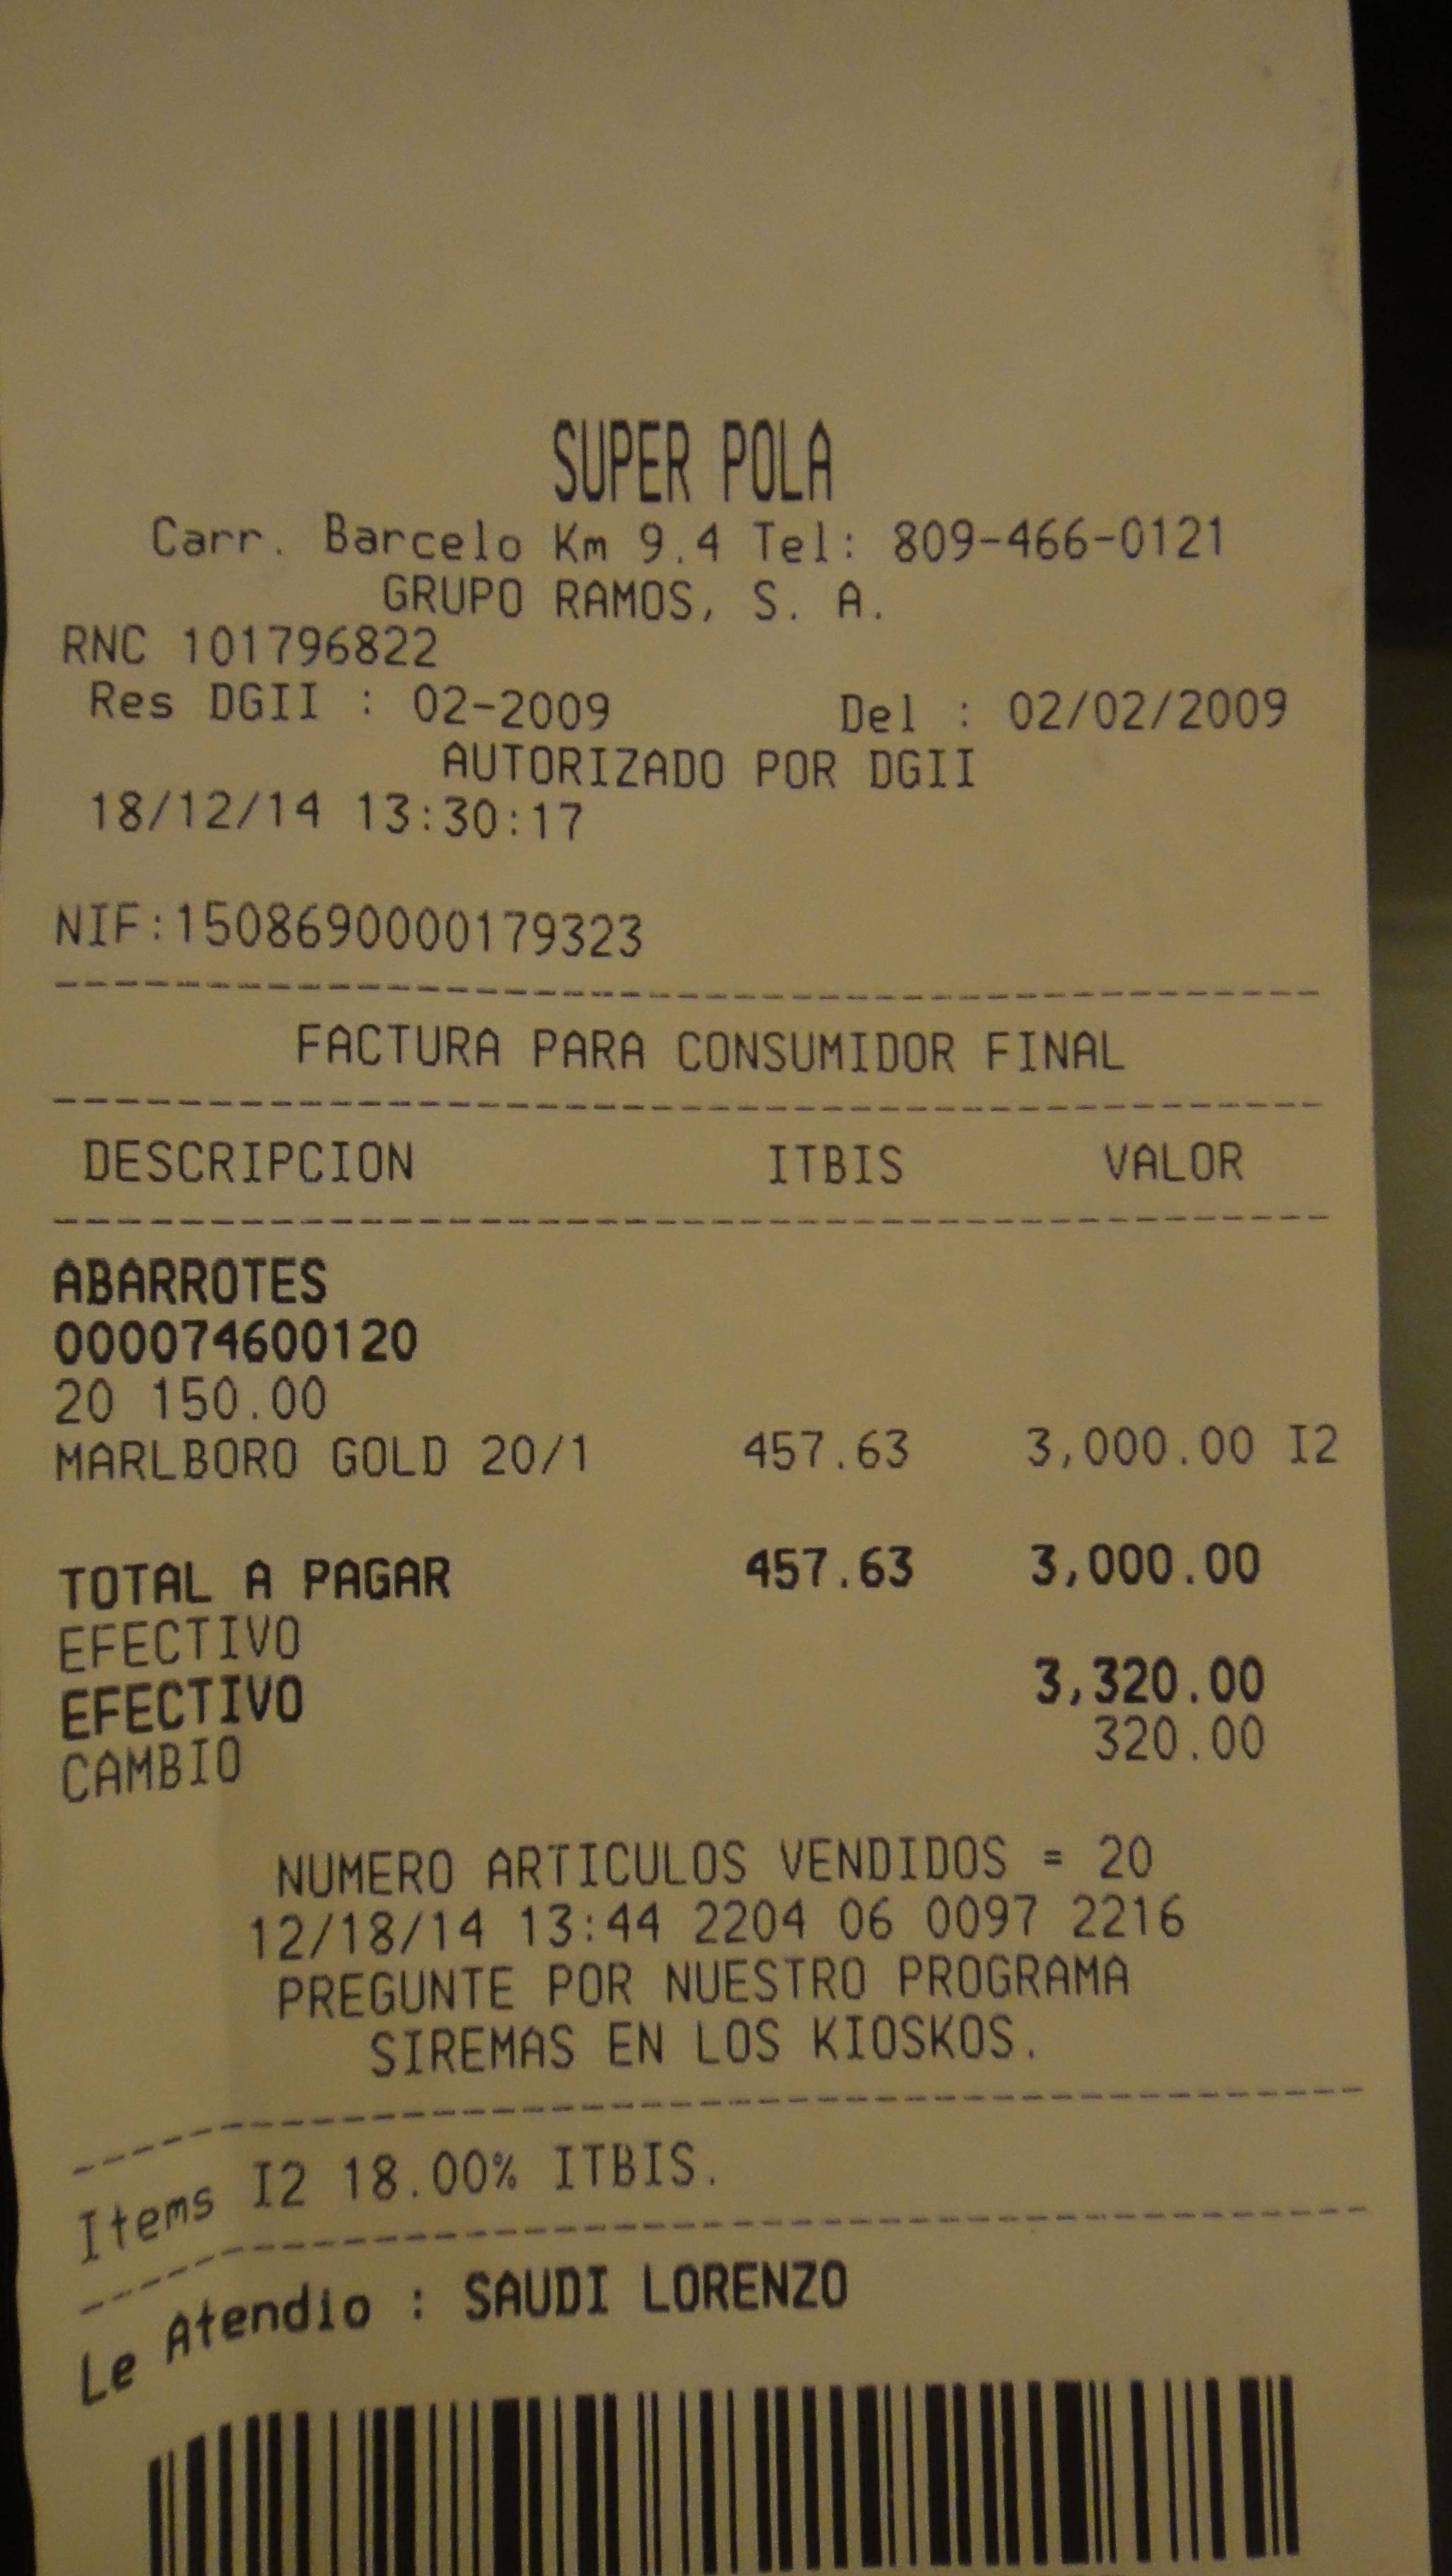 SUPER POLA
Carr. Barcelo Km 9.4 Tel: 809-466-0121
GRUPO RAMOS, S. A.
RNC 101796822
Res DGII : 02-2009 Del : 02/02/2009
AUTORIZADO POR DGII
18/12/14 13:30:17
NIF:1508690000179323
FACTURA PARA CONSUMIDOR FINAL
DESCRIPCION ITBIS VALOR
ABARROTES
000074600120
20 150.00
MARLBORO GOLD 20/1 457.63 3,000.00 I2
TOTAL A PAGAR 457.63 3,000.00
EFECTIVO
EFECTIVO 3,320.00
CAMBIO 320.00
NUMERO ARTICULOS VENDIDOS = 20
12/18/14 13:44 2204 06 0097 2216
PREGUNTE POR NUESTRO PROGRAMA
SIREMAS EN LOS KIOSKOS.
Items I2 18.00% ITBIS.
Le Atendio : SAUDI LORENZO